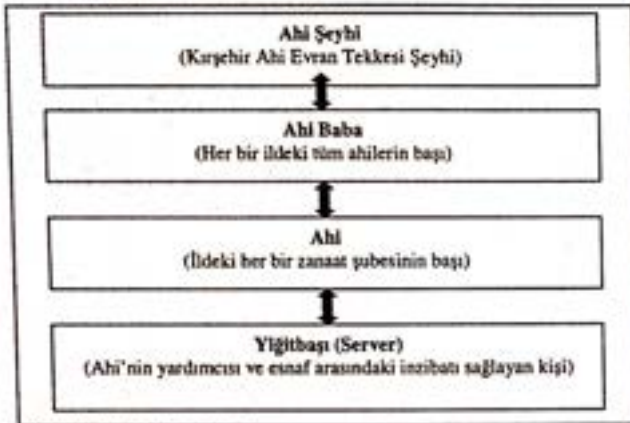 Ahi Şeyhi
(Kırşehir Ahi Evran Tekkesi Şeyhi)
Ahi Baba
(Her bir ildeki tüm ahilerin başı)
Ahi
(İldeki her bir zanaat şubesinin başı)
Yiğitbaşı (Server)
(Ahi'nin yardımcısı ve esnaf arasındaki inzibatı sağlayan kişi)